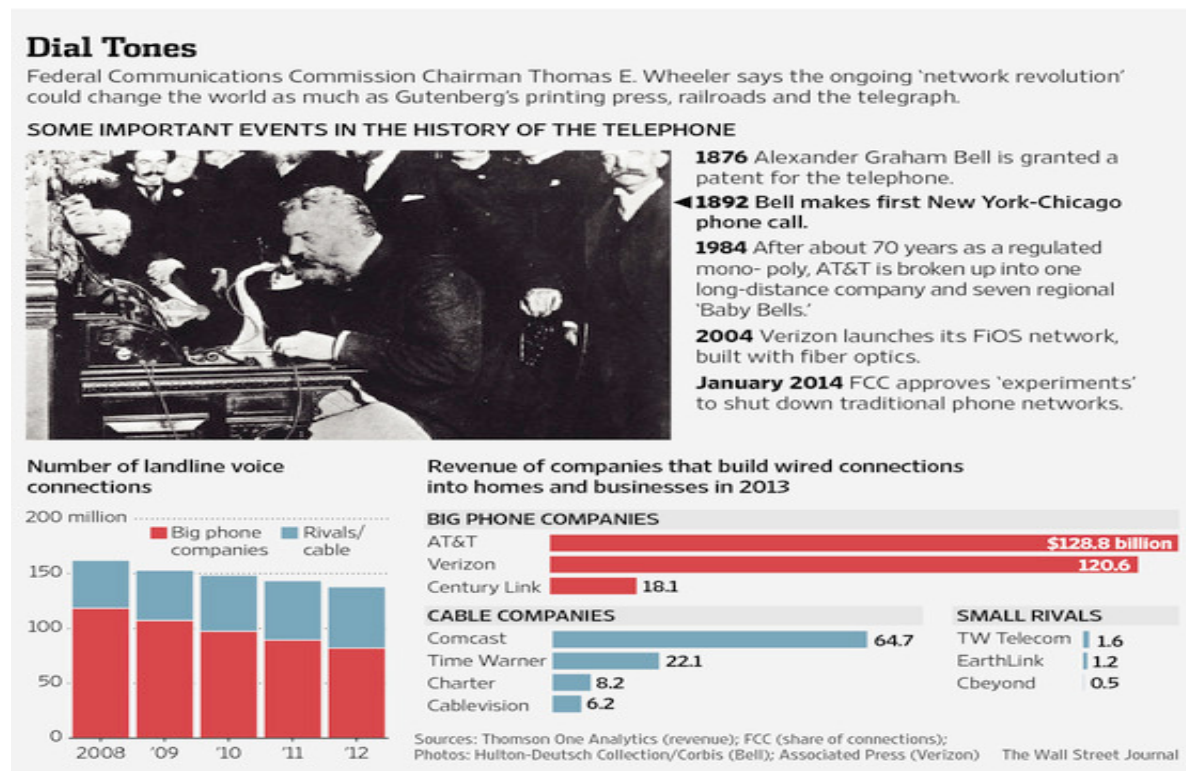 Dial Tones
Federal Communications Commission Chairman Thomas E. Wheeler says the ongoing ‘network revolution’
could change the world as much as Gutenberg’s printing press, railroads and the telegraph.
SOME IMPORTANT EVENTS IN THE HISTORY OF THE TELEPHONE
1876 Alexander Graham Bell is granted a
patent for the telephone.
◀1892 Bell makes first New York-Chicago
phone call.
1984 After about 70 years as a regulated
mono- poly, AT&T is broken up into one
long-distance company and seven regional
‘Baby Bells.’
2004 Verizon launches its FiOS network,
built with fiber optics.
January 2014 FCC approves ‘experiments’
to shut down traditional phone networks.
Number of landline voice
connections
200 million
Big phone
companies
Rivals/
cable
150
100
50
0
2008 ’09 ’10 ’11 ’12
Revenue of companies that build wired connections
into homes and businesses in 2013
BIG PHONE COMPANIES
AT&T $128.8 billion
Verizon 120.6
Century Link 18.1
CABLE COMPANIES
Comcast 64.7
Time Warner 22.1
Charter 8.2
Cablevision 6.2
SMALL RIVALS
TW Telecom 1.6
EarthLink 1.2
Cbeyond 0.5
Sources: Thomson One Analytics (revenue); FCC (share of connections);
Photos: Hulton-Deutsch Collection/Corbis (Bell); Associated Press (Verizon) The Wall Street Journal